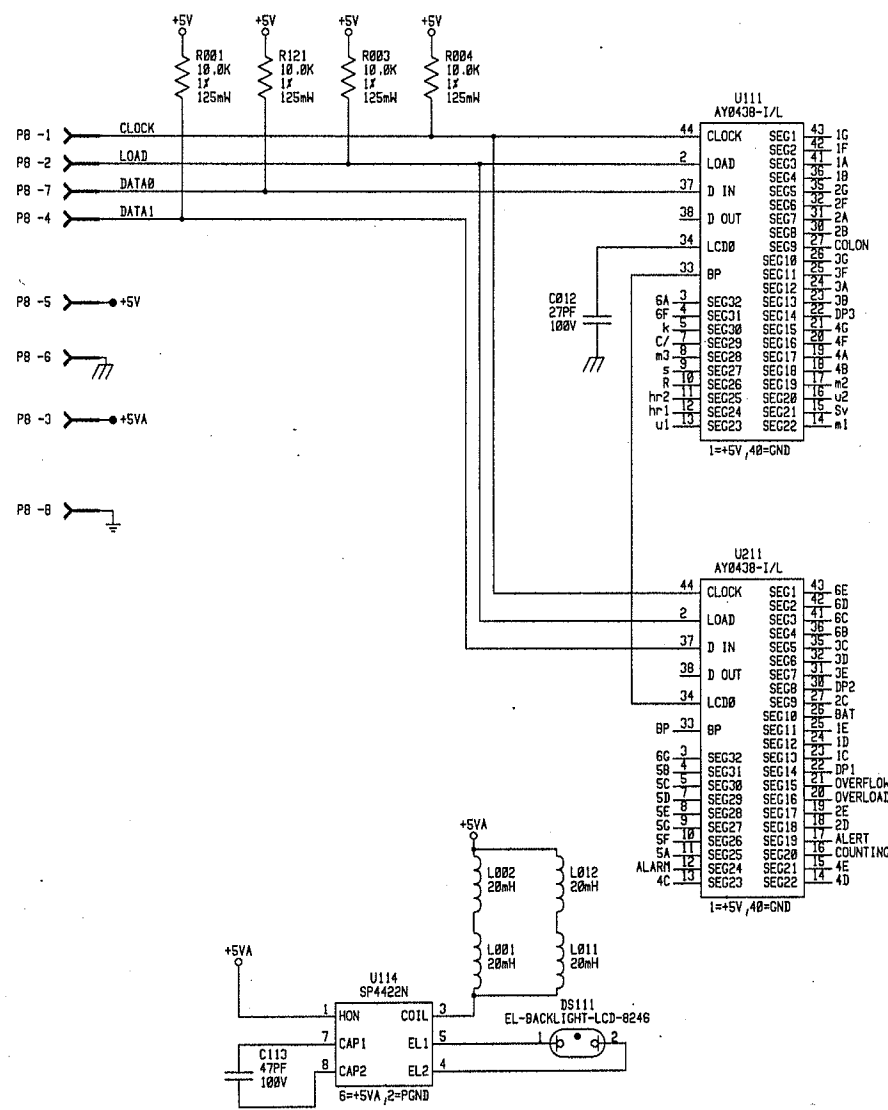 +5V
+5V
+5V
+5V
R001
10.0K
1%
125mW
R121
10.0K
1%
125mW
R003
10.0K
1%
125mW
R004
10.0K
1%
125mW
P8 -1
CLOCK
P8 -2
LOAD
P8 -7
DATA0
P8 -4
DATA1
P8 -5
+5V
P8 -6
P8 -3
+5VA
P8 -8
C012
27PF
100V
U111
AY0438-I/L
44 CLOCK
2 LOAD
37 D IN
38 D OUT
34 LCD0
33 BP
6A 3 SEG32
6F 4 SEG31
k 5 SEG30
C/ 7 SEG29
m3 8 SEG28
s 9 SEG27
R 10 SEG26
hr2 11 SEG25
hr1 12 SEG24
u1 13 SEG23
SEG1 43 1G
SEG2 42 1F
SEG3 41 1A
SEG4 36 1B
SEG5 35 2G
SEG6 32 2F
SEG7 31 2A
SEG8 30 2B
SEG9 27 COLON
SEG10 26 3G
SEG11 25 3F
SEG12 24 3A
SEG13 23 3B
SEG14 22 DP3
SEG15 21 4G
SEG16 20 4F
SEG17 19 4A
SEG18 18 4B
SEG19 17 m2
SEG20 16 u2
SEG21 15 Sv
SEG22 14 m1
1=+5V,40=GND
U211
AY0438-I/L
44 CLOCK
2 LOAD
37 D IN
38 D OUT
34 LCD0
BP 33 BP
6G 3 SEG32
5B 4 SEG31
5C 5 SEG30
5D 7 SEG29
5E 8 SEG28
5G 9 SEG27
5F 10 SEG26
5A 11 SEG25
ALARM 12 SEG24
4C 13 SEG23
SEG1 43 6E
SEG2 42 6D
SEG3 41 6C
SEG4 36 6B
SEG5 35 3C
SEG6 32 3D
SEG7 31 3E
SEG8 30 DP2
SEG9 27 2C
SEG10 26 BAT
SEG11 25 1E
SEG12 24 1D
SEG13 23 1C
SEG14 22 DP1
SEG15 21 OVERFLOW
SEG16 20 OVERLOAD
SEG17 19 2E
SEG18 18 2D
SEG19 17 ALERT
SEG20 16 COUNTING
SEG21 15 4E
SEG22 14 4D
1=+5V,40=GND
+5VA
L002
20mH
L012
20mH
L001
20mH
L011
20mH
+5VA
U114
SP4422N
1 HON
7 CAP1
8 CAP2
COIL 3
EL1 5
EL2 4
6=+5VA,2=PGND
C113
47PF
100V
DS111
EL-BACKLIGHT-LCD-8246
1 2